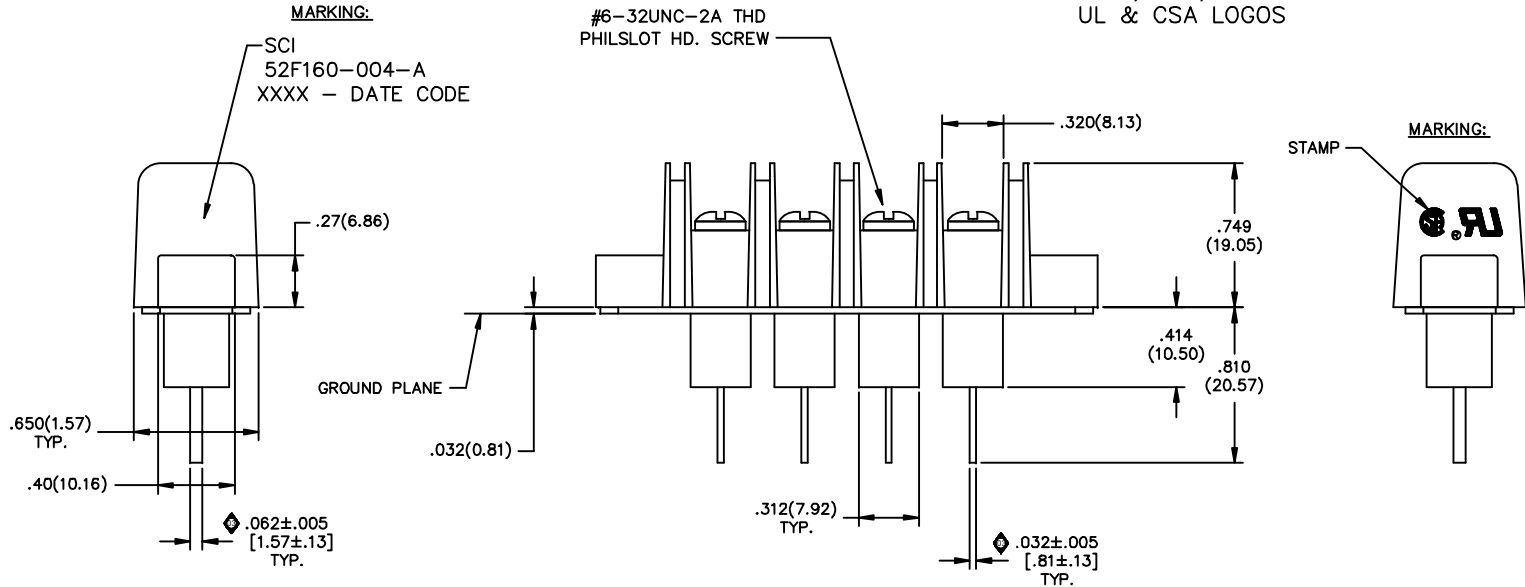 MARKING:
SCI
52F160-004-A
XXXX - DATE CODE
#6-32UNC-2A THD
PHILSLOT HD. SCREW
UL & CSA LOGOS
.320(8.13)
MARKING:
STAMP
.27(6.86)
.749
(19.05)
.414
(10.50)
.810
(20.57)
GROUND PLANE
.650(1.57)
TYP.
.032(0.81)
.40(10.16)
.312(7.92)
TYP.
.062±.005
[1.57±.13]
TYP.
.032±.005
[.81±.13]
TYP.